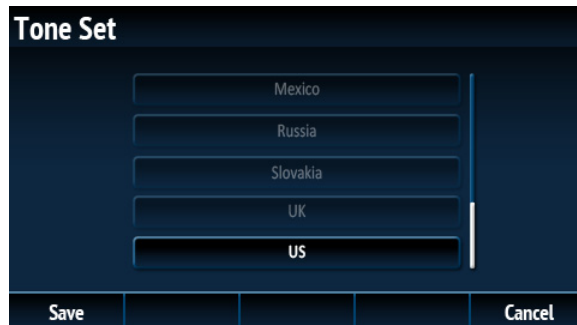 Tone Set
Mexico
Russia
Slovakia
UK
US
Save Cancel